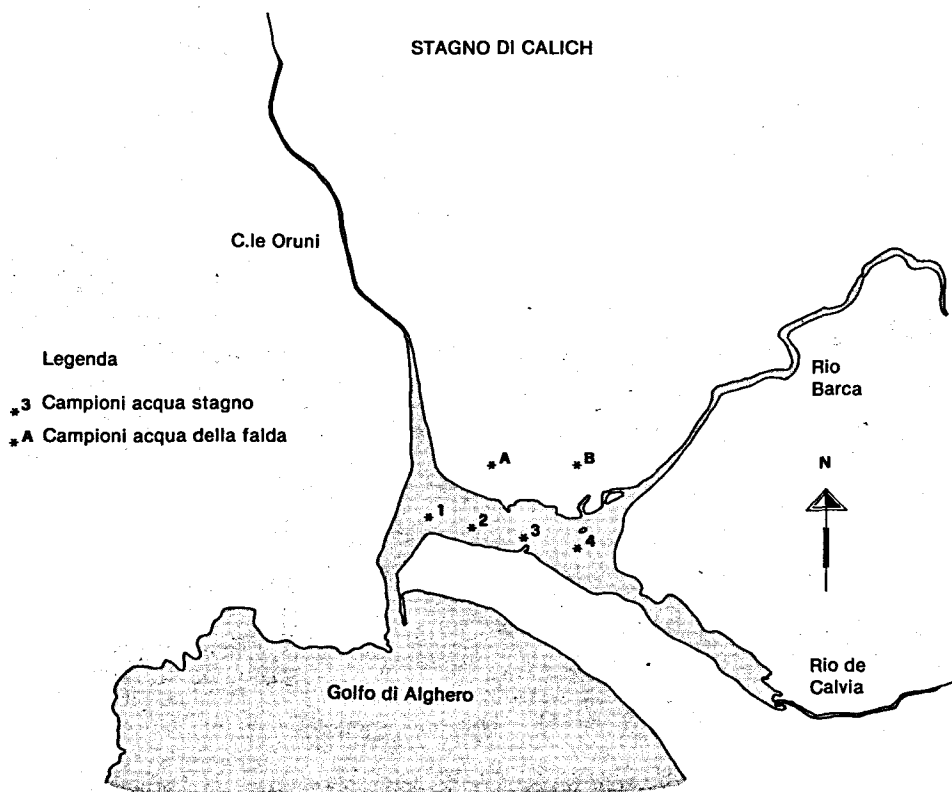 STAGNO DI CALICH
C.le Oruni
Legenda
*3 Campioni acqua stagno
*A Campioni acqua della falda
Rio
Barca
N
*A
*B
*1
*2
*3
*4
Golfo di Alghero
Rio de
Calvia